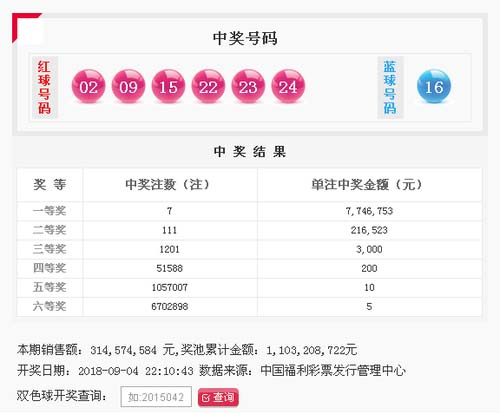 中奖号码
红球号码 02 09 15 22 23 24 蓝球号码 16
中 奖 结 果
奖 等 中奖注数（注） 单注中奖金额（元）
一等奖 7 7,746,753
二等奖 111 216,523
三等奖 1201 3,000
四等奖 51588 200
五等奖 1057007 10
六等奖 6702898 5
本期销售额：314,574,584 元,奖池累计金额：1,103,208,722元
开奖日期：2018-09-04 22:10:43 数据来源：中国福利彩票发行管理中心
双色球开奖查询： 如:2015042 查询